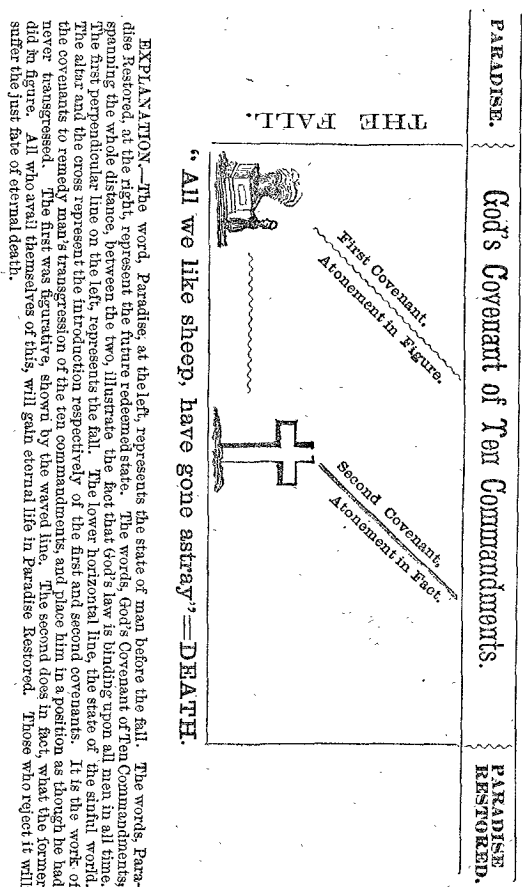 PARADISE.
God's Covenant of Ten Commandments.
PARADISE
RESTORED.
THE FALL.
First Covenant,
Atonement in Figure.
Second Covenant,
Atonement in Fact.
"All we like sheep, have gone astray"=DEATH.
EXPLANATION.—The word, Paradise, at the left, represents the state of man before the fall. The words, Para-
dise Restored, at the right, represent the future redeemed state. The words, God's Covenant of Ten Commandments,
spanning the whole distance, between the two, illustrate the fact that God's law is binding upon all men in all time.
The first perpendicular line on the left, represents the fall. The lower horizontal line, the state of the sinful world.
The altar and the cross represent the introduction respectively of the first and second covenants. It is the work of
the covenants to remedy man's transgression of the ten commandments, and place him in a position as though he had
never transgressed. The first was figurative, shown by the waved line. The second does in fact, what the former
did in figure. All who avail themselves of this, will gain eternal life in Paradise Restored. Those who reject it will
suffer the just fate of eternal death.